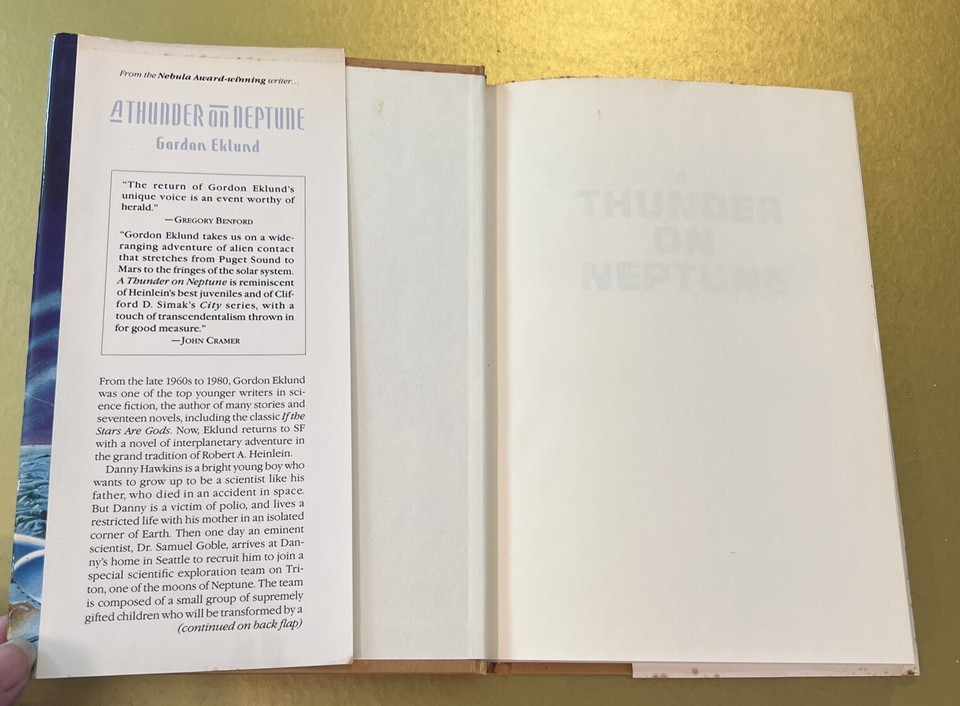 From the Nebula Award-winning writer...
A THUNDER on NEPTUNE
Gordon Eklund
"The return of Gordon Eklund's
unique voice is an event worthy of
herald."
—GREGORY BENFORD
"Gordon Eklund takes us on a wide-
ranging adventure of alien contact
that stretches from Puget Sound to
Mars to the fringes of the solar system.
A Thunder on Neptune is reminiscent
of Heinlein's best juveniles and of Clif-
ford D. Simak's City series, with a
touch of transcendentalism thrown in
for good measure."
—JOHN CRAMER
From the late 1960s to 1980, Gordon Eklund
was one of the top younger writers in sci-
ence fiction, the author of many stories and
seventeen novels, including the classic If the
Stars Are Gods. Now, Eklund returns to SF
with a novel of interplanetary adventure in
the grand tradition of Robert A. Heinlein.
Danny Hawkins is a bright young boy who
wants to grow up to be a scientist like his
father, who died in an accident in space.
But Danny is a victim of polio, and lives a
restricted life with his mother in an isolated
corner of Earth. Then one day an eminent
scientist, Dr. Samuel Goble, arrives at Dan-
ny's home in Seattle to recruit him to join a
special scientific exploration team on Tri-
ton, one of the moons of Neptune. The team
is composed of a small group of supremely
gifted children who will be transformed by a
(continued on back flap)
THUNDER
ON
NEPTUNE